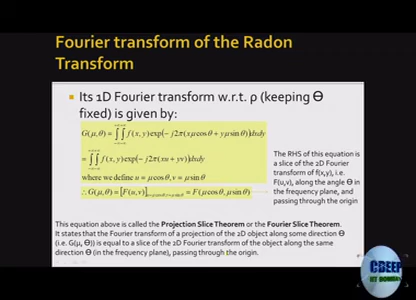 Fourier transform of the Radon
Transform
Its 1D Fourier transform w.r.t. ρ (keeping Ө
fixed) is given by:
G(μ,θ) = ∫∫ f(x,y)exp(−j2π(xμcosθ + yμsinθ))dxdy
= ∫∫ f(x,y)exp(−j2π(xu + yv))dxdy
where we define u = μcosθ, v = μsinθ
∴ G(μ,θ) = [F(u,v)]u=μcosθ,v=μsinθ = F(μcosθ, μsinθ)
The RHS of this equation is
a slice of the 2D Fourier
transform of f(x,y), i.e.
F(u,v), along the angle Ө in
the frequency plane, and
passing through the origin
This equation above is called the Projection Slice Theorem or the Fourier Slice Theorem.
It states that the Fourier transform of a projection of the 2D object along some direction Ө
(i.e. G(μ, Ө)) is equal to a slice of the 2D Fourier transform of the object along the same
direction Ө (in the frequency plane), passing through the origin.
CDEEP
IIT BOMBAY